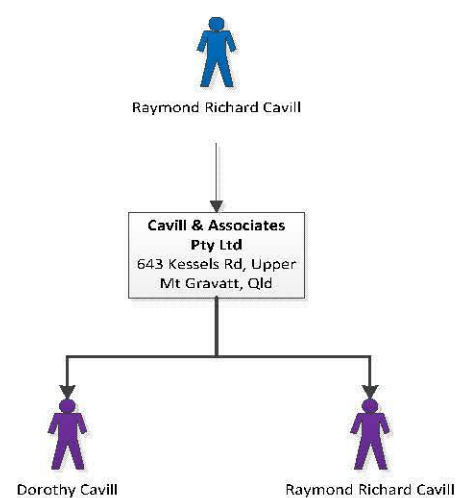 Raymond Richard Cavill
Cavill & Associates
Pty Ltd
643 Kessels Rd, Upper
Mt Gravatt, Qld
Dorothy Cavill
Raymond Richard Cavill